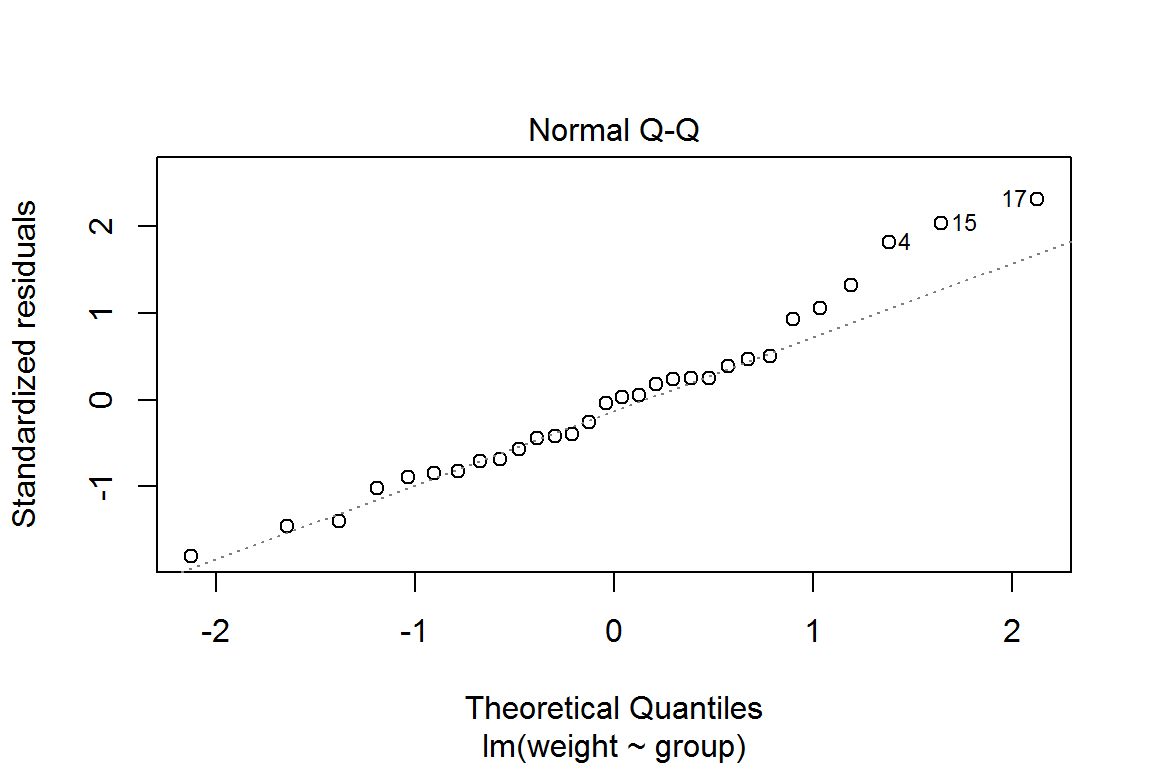 Normal Q-Q
17
15
4
2
1
0
-1
Standardized residuals
-2 -1 0 1 2
Theoretical Quantiles
lm(weight ~ group)